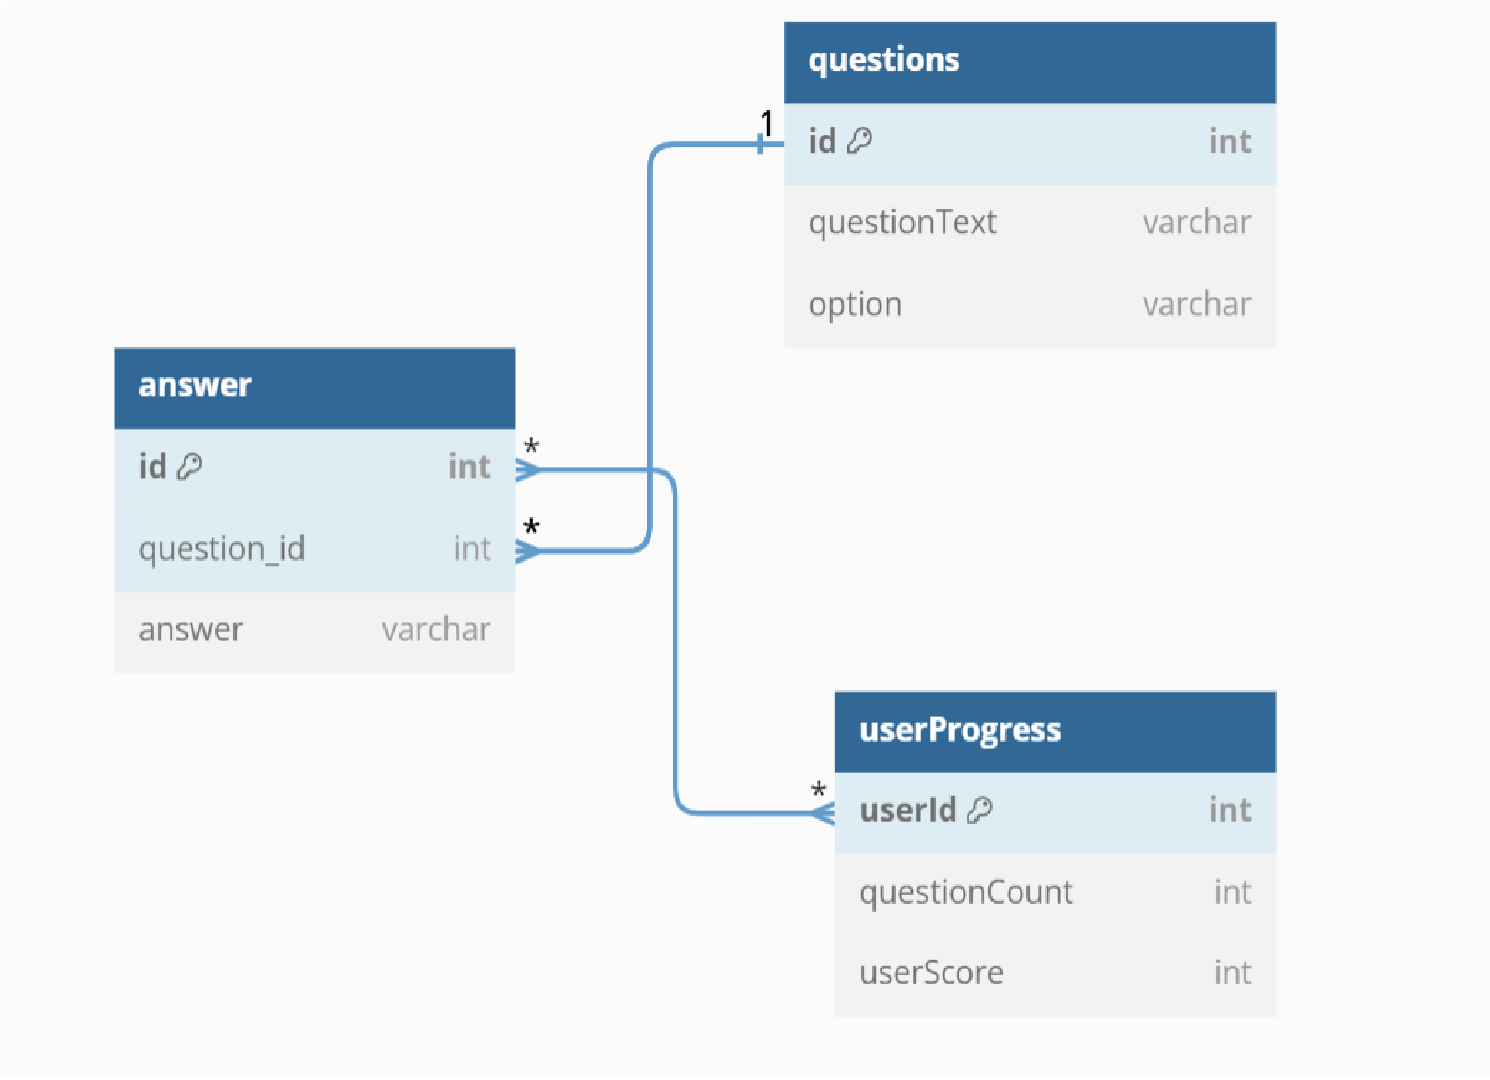 questions
1
id int
questionText varchar
option varchar
answer
id int
*
question_id int
*
answer varchar
userProgress
*
userId int
questionCount int
userScore int